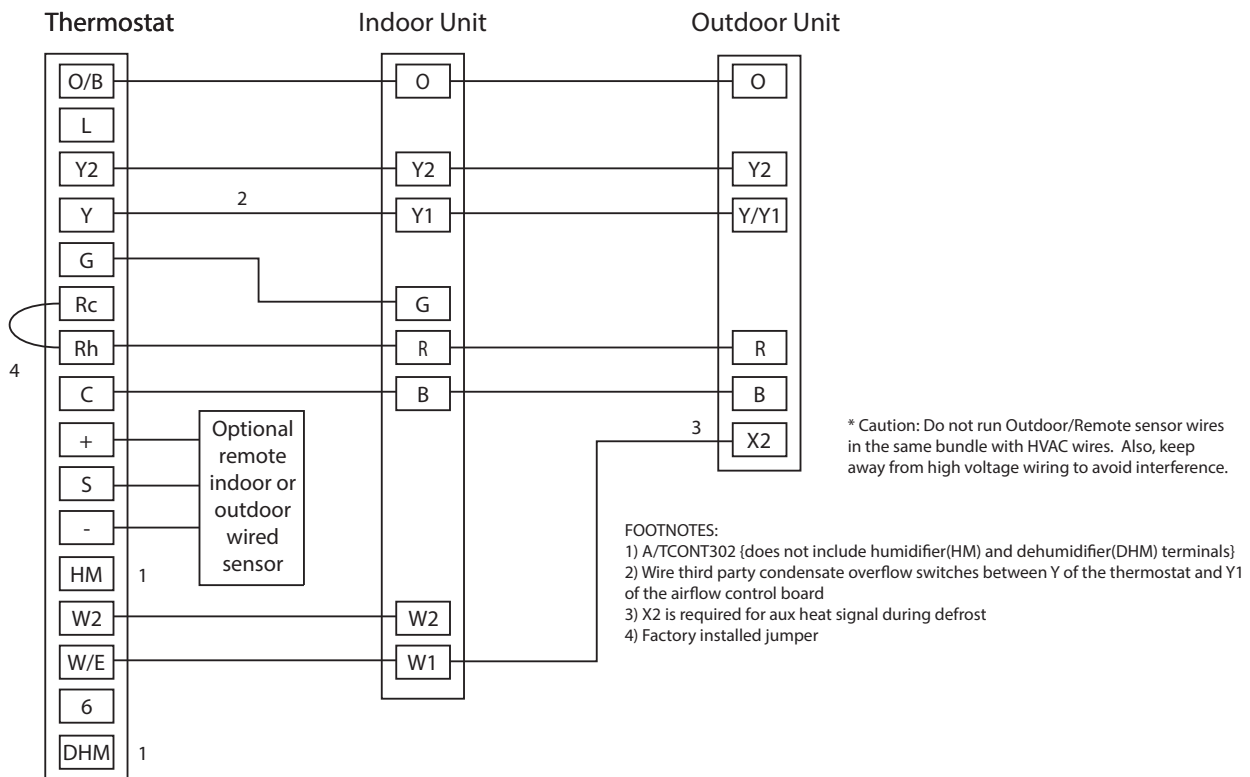 Thermostat
Indoor Unit
Outdoor Unit
O/B
O
O
L
Y2
Y2
Y2
2
Y
Y1
Y/Y1
G
Rc
G
Rh
R
R
4
C
B
B
+
Optional
remote
indoor or
outdoor
wired
sensor
3
X2
* Caution: Do not run Outdoor/Remote sensor wires
in the same bundle with HVAC wires. Also, keep
away from high voltage wiring to avoid interference.
S
-
HM
1
W2
W2
W/E
W1
6
DHM
1
FOOTNOTES:
1) A/TCONT302 {does not include humidifier(HM) and dehumidifier(DHM) terminals}
2) Wire third party condensate overflow switches between Y of the thermostat and Y1
of the airflow control board
3) X2 is required for aux heat signal during defrost
4) Factory installed jumper